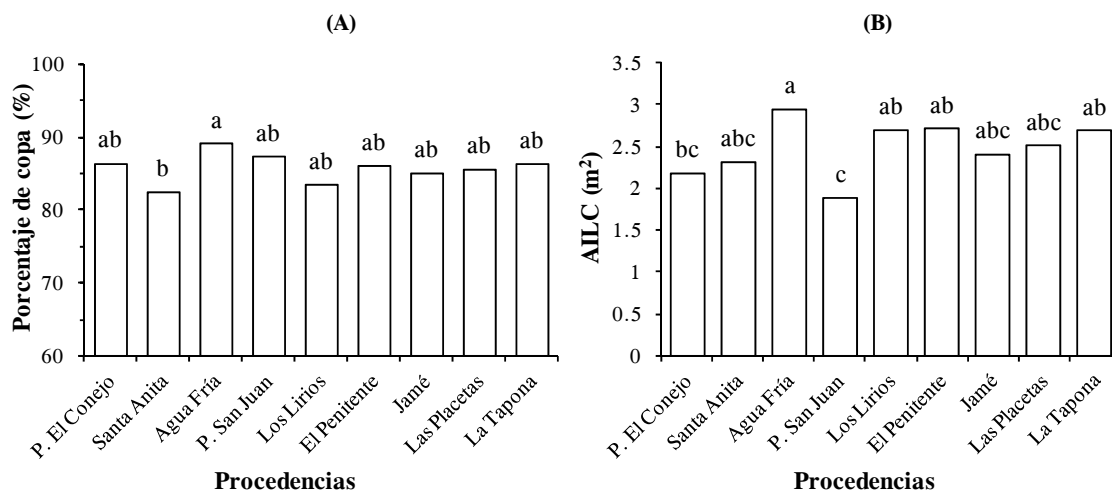 (A)
Porcentaje de copa (%)
100
90
80
70
60
ab
b
a
ab
ab
ab
ab
ab
ab
P. El Conejo
Santa Anita
Agua Fría
P. San Juan
Los Lirios
El Penitente
Jamé
Las Placetas
La Tapona
Procedencias
(B)
AILC (m²)
3.5
3
2.5
2
1.5
1
0.5
0
bc
abc
a
c
ab
ab
abc
abc
ab
P. El Conejo
Santa Anita
Agua Fría
P. San Juan
Los Lirios
El Penitente
Jamé
Las Placetas
La Tapona
Procedencias